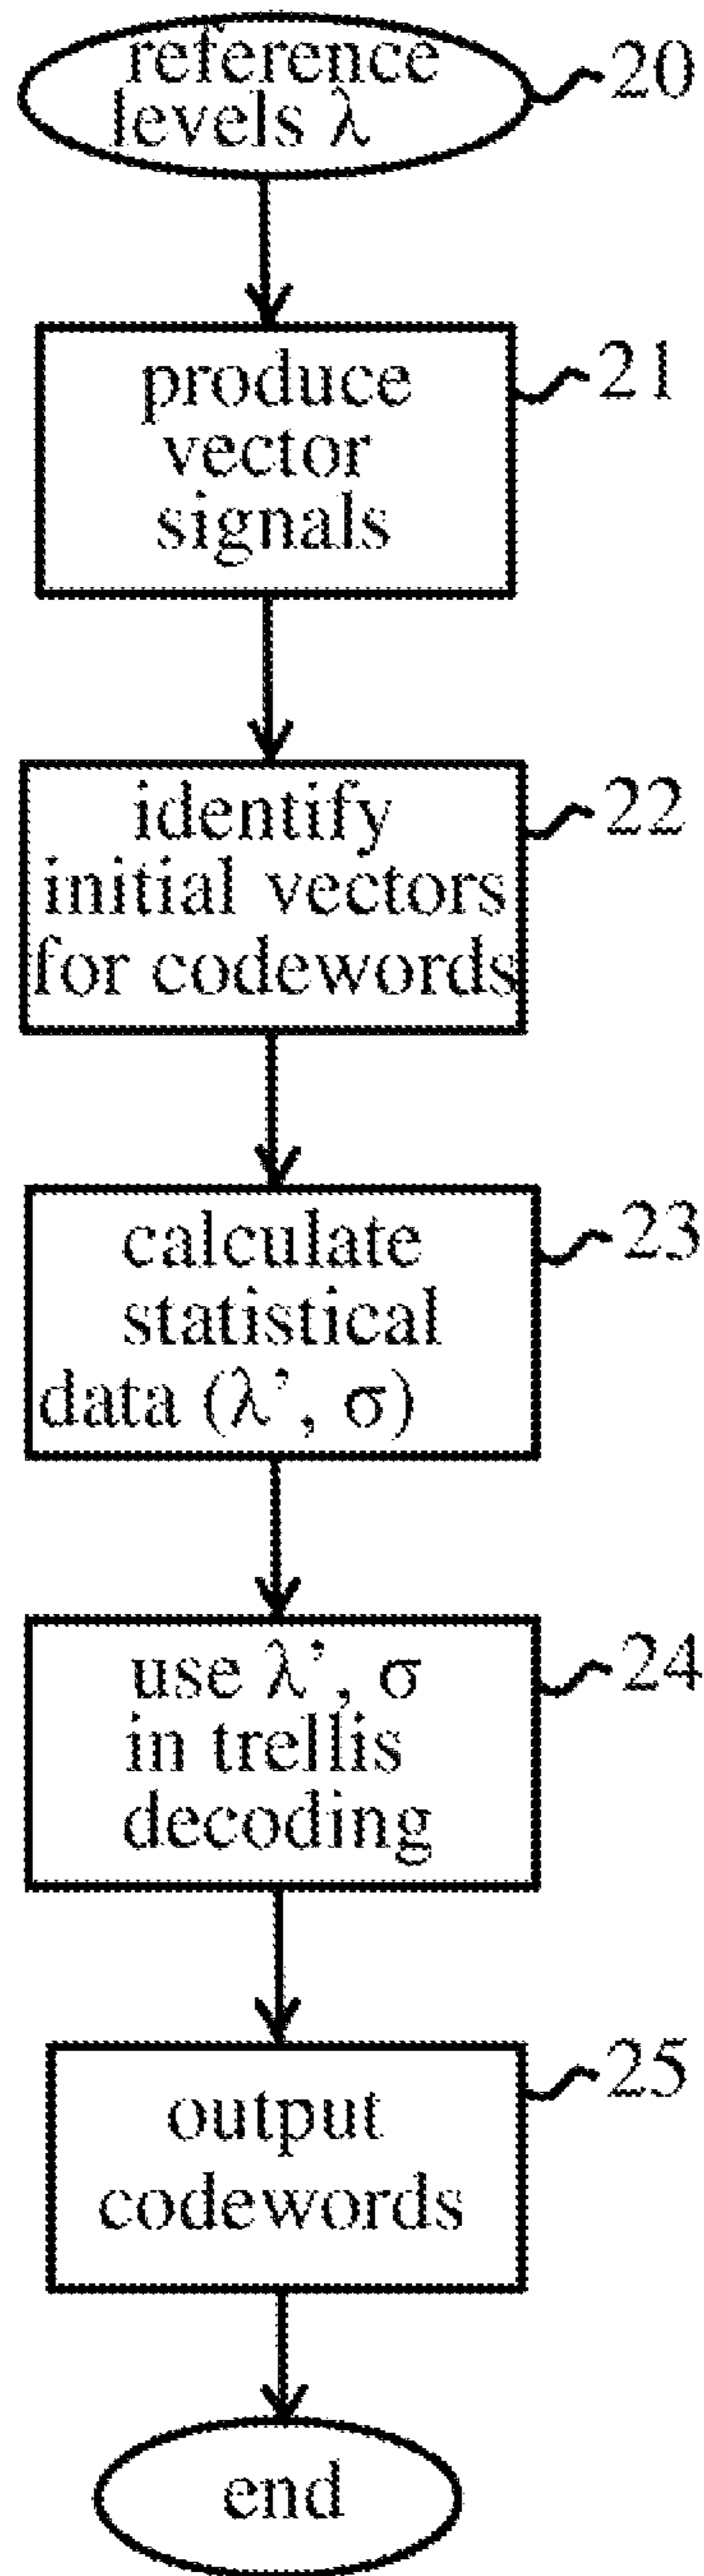 reference
levels λ
20
produce
vector
signals
21
identify
initial vectors
for codewords
22
calculate
statistical
data (λ’, σ)
23
use λ’, σ
in trellis
decoding
24
output
codewords
25
end